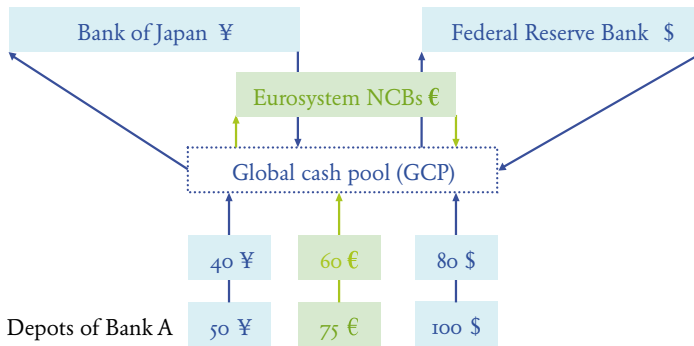 Bank of Japan ¥
Federal Reserve Bank $
Eurosystem NCBs €
Global cash pool (GCP)
40 ¥
60 €
80 $
Depots of Bank A
50 ¥
75 €
100 $